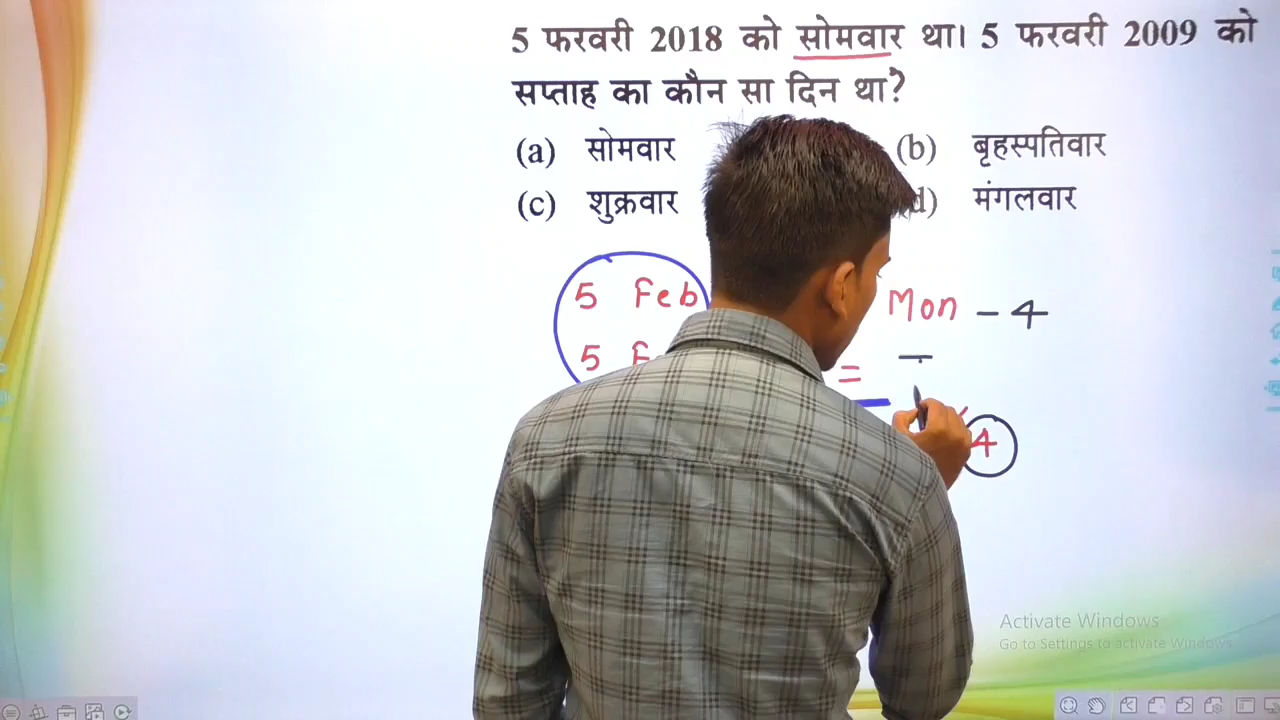 5 फरवरी 2018 को सोमवार था। 5 फरवरी 2009 को
सप्ताह का कौन सा दिन था?
(a) सोमवार (b) बृहस्पतिवार
(c) शुक्रवार d) मंगलवार
5 Feb Mon - 4
5 =
4
Activate Windows
Go to Settings to activate Windows.